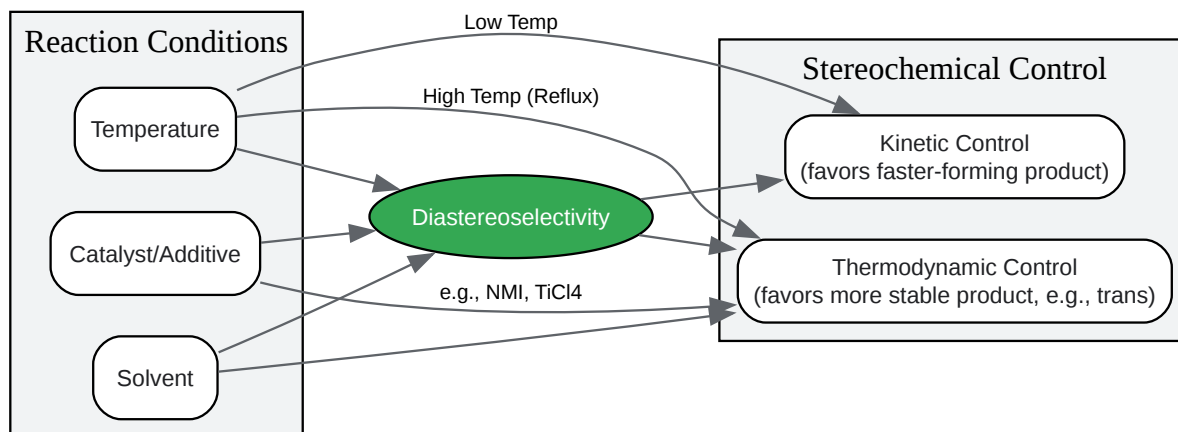 Reaction Conditions
Temperature
Catalyst/Additive
Solvent
Low Temp
High Temp (Reflux)
Diastereoselectivity
e.g., NMI, TiCl4
Stereochemical Control
Kinetic Control
(favors faster-forming product)
Thermodynamic Control
(favors more stable product, e.g., trans)